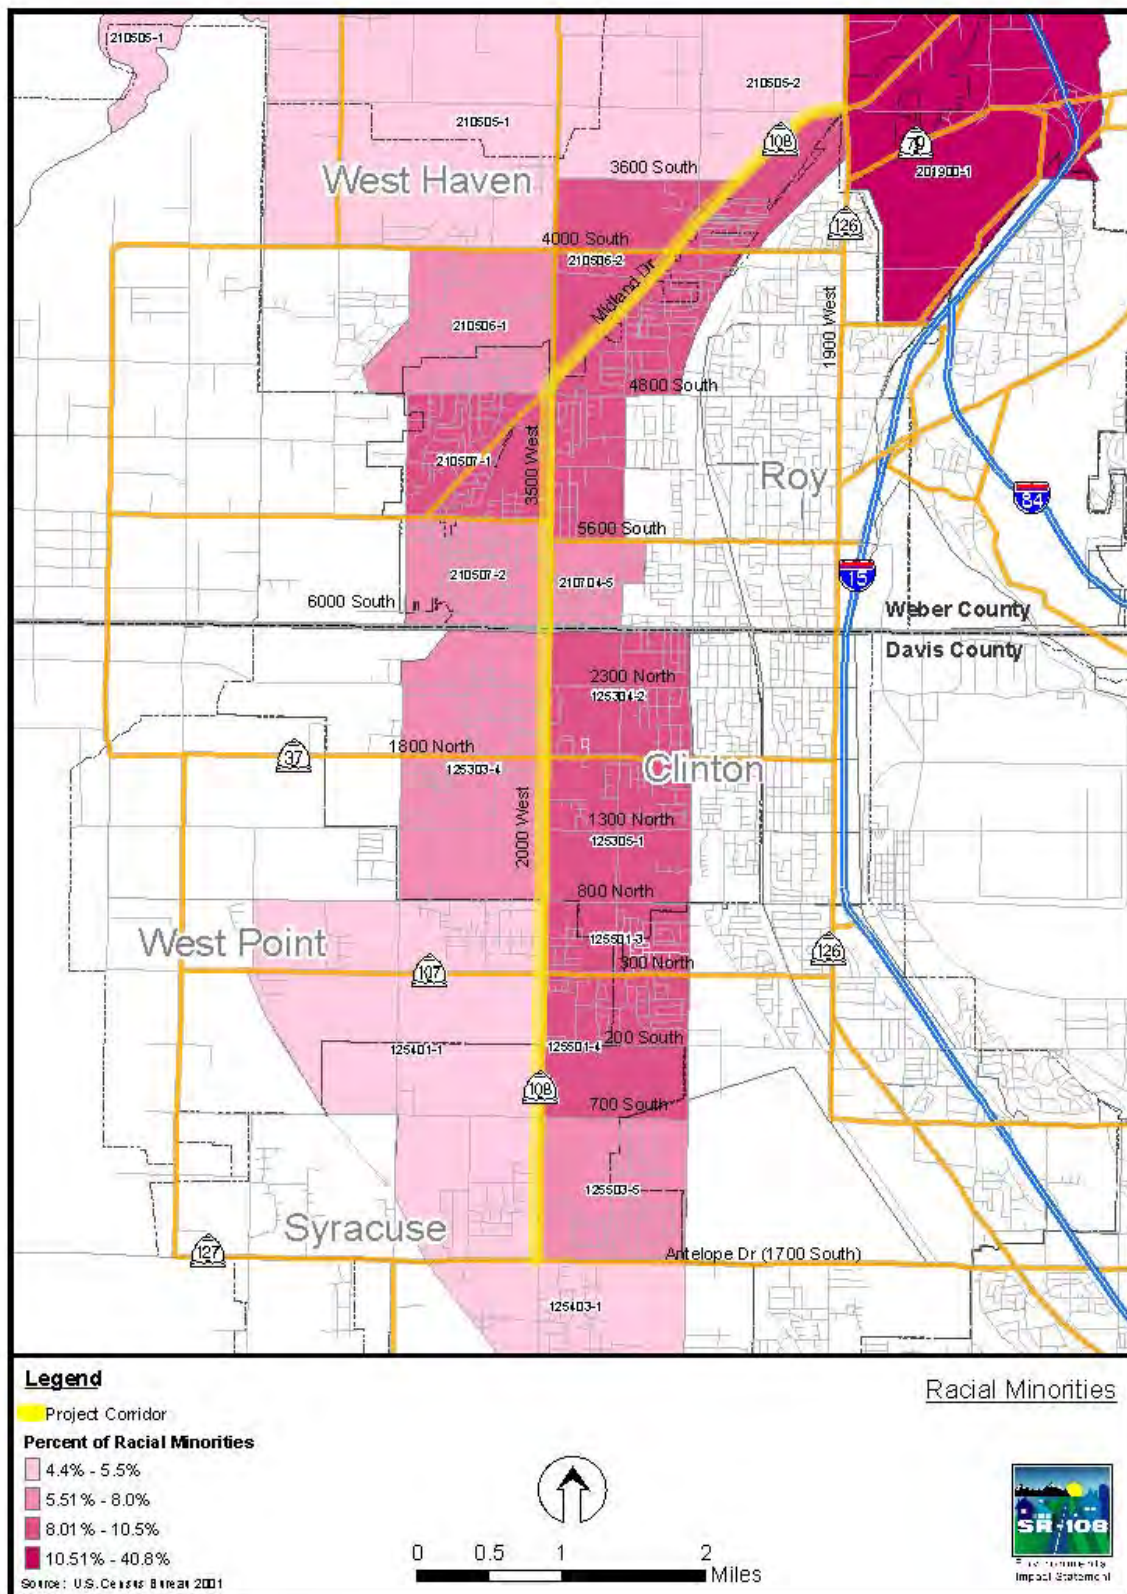 210505-1
210505-2
210505-1
108
79
3600 South
201900-1
West Haven
126
4000 South
210506-2
Midland Dr
1900 West
210506-1
4800 South
210507-1
3500 West
Roy
84
5600 South
210507-2
210704-5
15
6000 South
Weber County
Davis County
2300 North
125304-2
1800 North
37
125303-4
Clinton
2000 West
1300 North
125305-1
800 North
West Point
125501-3
126
107
300 North
200 South
125401-1
125501-4
108
700 South
125503-5
Syracuse
127
Antelope Dr (1700 South)
125403-1
Legend
Project Corridor
Percent of Racial Minorities
4.4% - 5.5%
5.51% - 8.0%
8.01% - 10.5%
10.51% - 40.8%
Source: U.S. Census Bureau 2001
0 0.5 1 2
Miles
Racial Minorities
SR-108
Environmental
Impact Statement